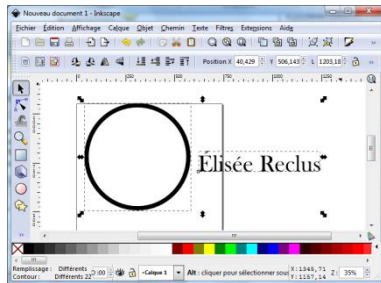 Nouveau document 1 - Inkscape
Fichier Édition Affichage Calque Objet Chemin Texte Filtres Extensions Aide
Position X 40,429 Y 506,143 L 1203,18
Élisée Reclus
Remplissage : Différents
Contour : Différents 22
O: 100
Calque 1
Alt : cliquer pour sélectionner sous
X: 1348,71
Y: 1157,14
Z: 35%